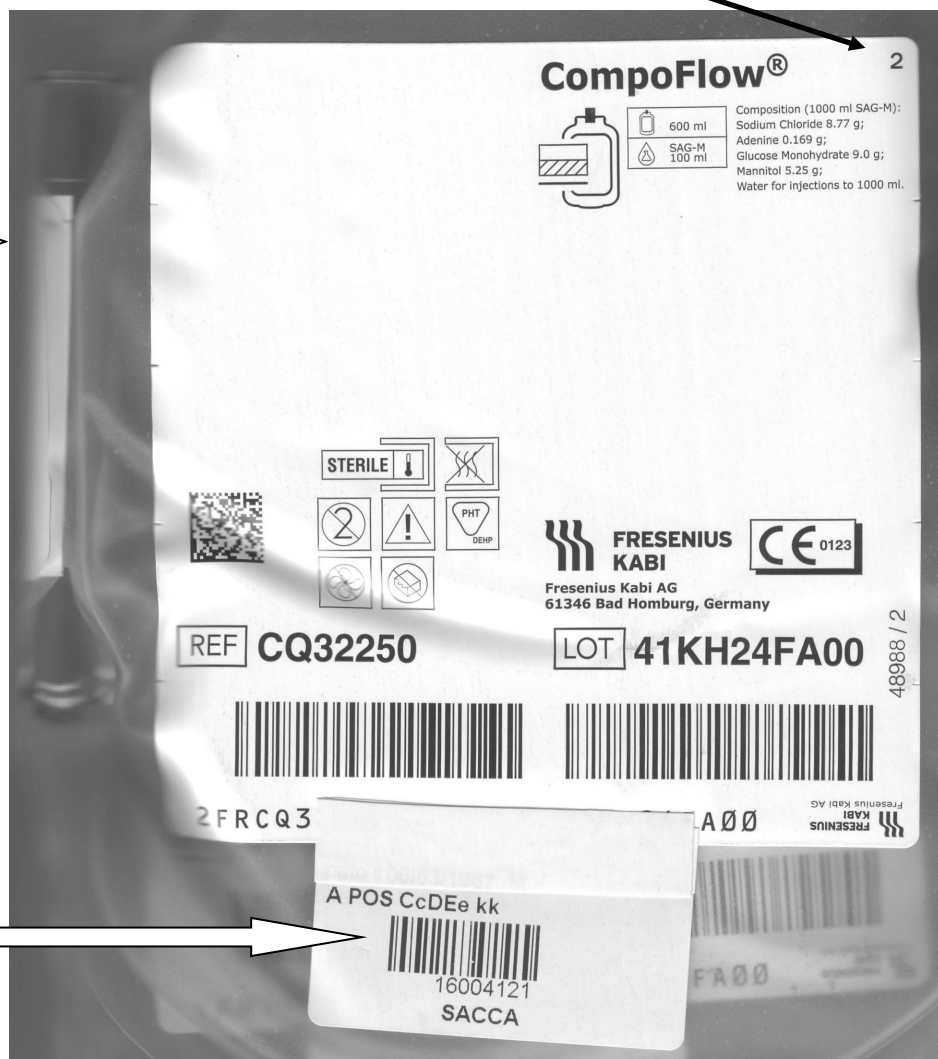 CompoFlow®
2
600 ml
SAG-M
100 ml
Composition (1000 ml SAG-M):
Sodium Chloride 8.77 g;
Adenine 0.169 g;
Glucose Monohydrate 9.0 g;
Mannitol 5.25 g;
Water for injections to 1000 ml.
STERILE
2
!
PHT
DEHP
FRESENIUS
KABI
CE 0123
Fresenius Kabi AG
61346 Bad Homburg, Germany
REF CQ32250
LOT 41KH24FA00
48988 / 2
2FRCQ3
AØØ
FRESENIUS
KABI
Fresenius Kabi AG
A POS CcDEe kk
16004121
SACCA
FAØØ